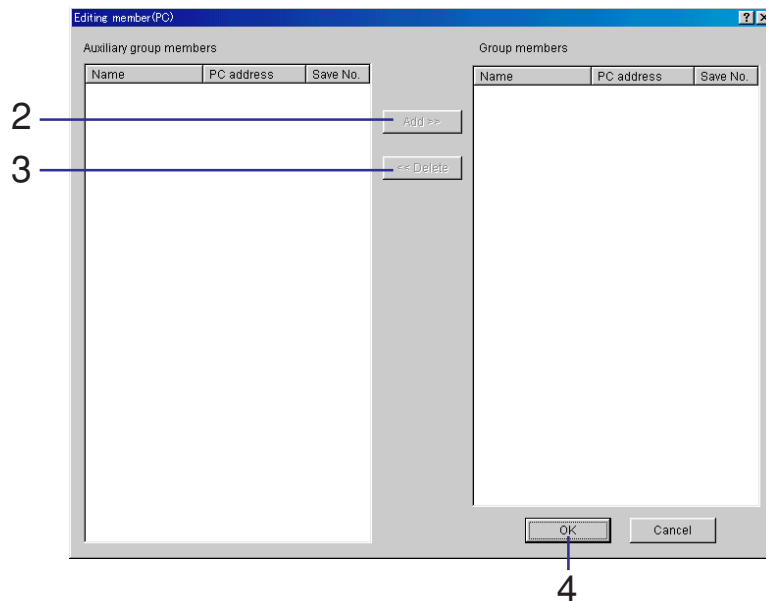 Editing member(PC)
Auxiliary group members
Group members
Name PC address Save No.
Name PC address Save No.
2
Add >>
3
<< Delete
OK
Cancel
4